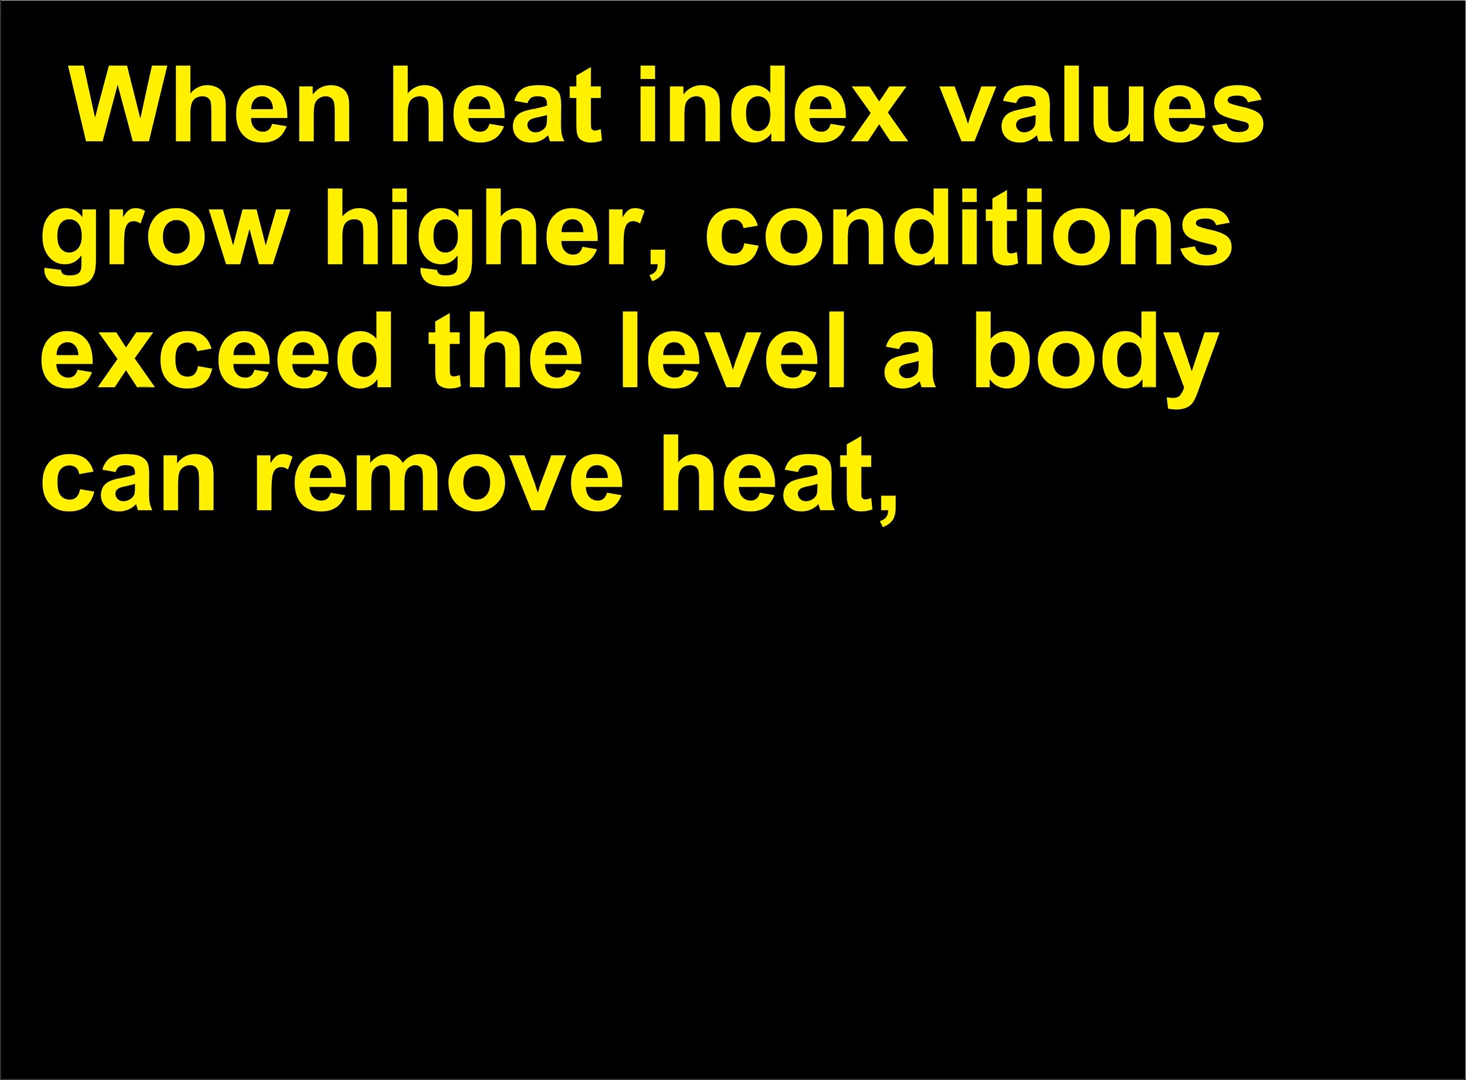 When heat index values
grow higher, conditions
exceed the level a body
can remove heat,